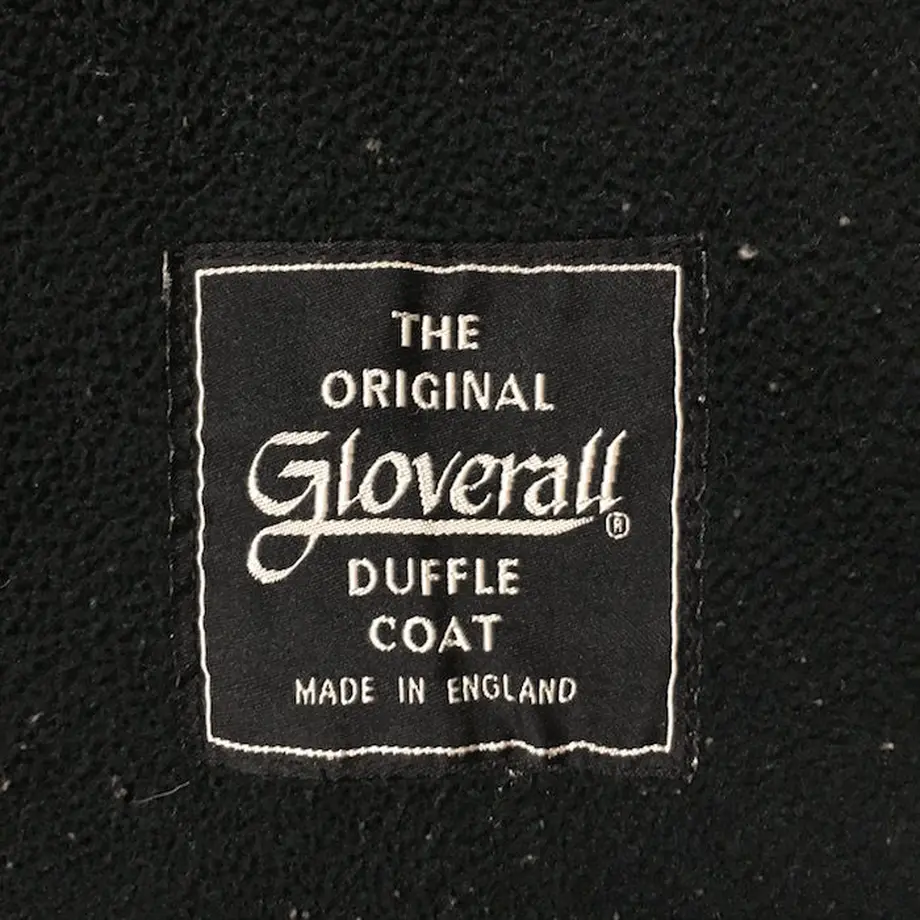 THE
ORIGINAL
Gloverall®
DUFFLE
COAT
MADE IN ENGLAND